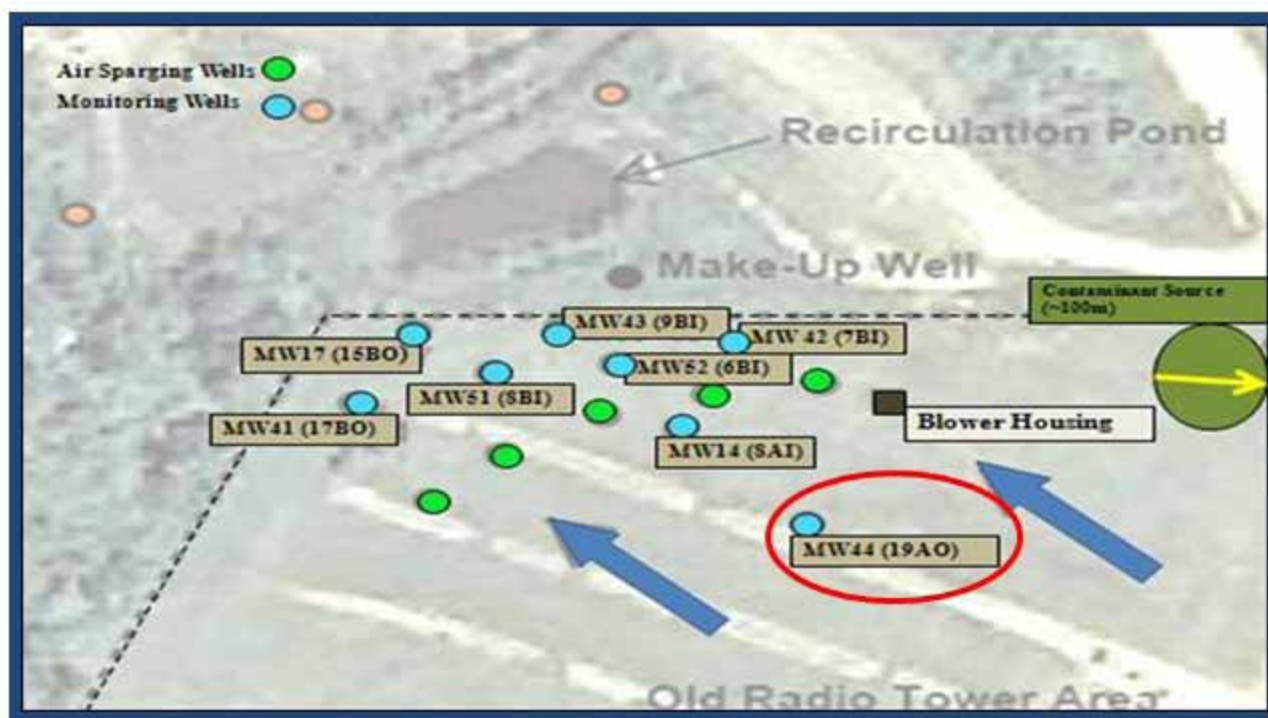 Air Sparging Wells
Monitoring Wells
Recirculation Pond
Make-Up Well
Contaminant Source
(~100m)
MW43 (9BI)
MW 42 (7BI)
MW17 (15BO)
MW52 (6BI)
MW51 (8BI)
MW41 (17BO)
Blower Housing
MW14 (8AI)
MW44 (19AO)
Old Radio Tower Area